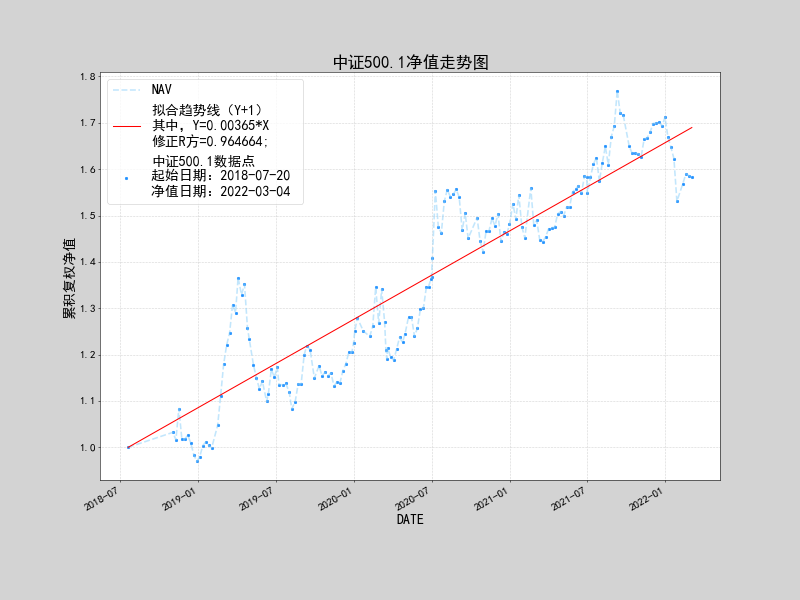 中证500.1净值走势图
NAV
拟合趋势线（Y+1）
其中，Y=0.00365*X
修正R方=0.964664;
中证500.1数据点
起始日期：2018-07-20
净值日期：2022-03-04
累积复权净值
1.8
1.7
1.6
1.5
1.4
1.3
1.2
1.1
1.0
2018-07
2019-01
2019-07
2020-01
2020-07
2021-01
2021-07
2022-01
DATE